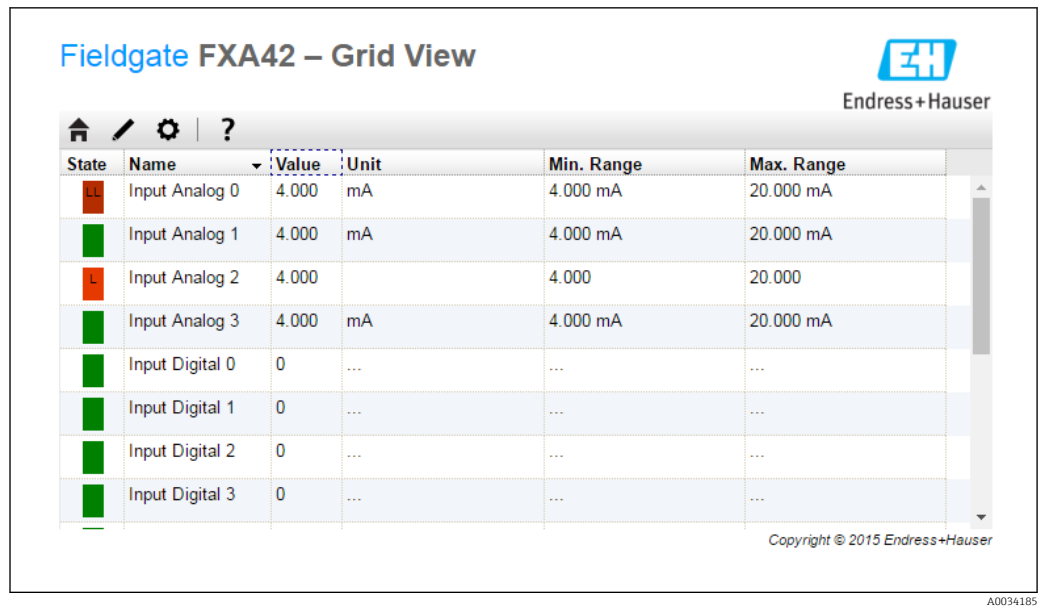 Fieldgate FXA42 – Grid View
EH
Endress+Hauser
?
State Name Value Unit Min. Range Max. Range
LL Input Analog 0 4.000 mA 4.000 mA 20.000 mA
Input Analog 1 4.000 mA 4.000 mA 20.000 mA
L Input Analog 2 4.000 4.000 20.000
Input Analog 3 4.000 mA 4.000 mA 20.000 mA
Input Digital 0 0 ... ... ...
Input Digital 1 0 ... ... ...
Input Digital 2 0 ... ... ...
Input Digital 3 0 ... ... ...
Copyright © 2015 Endress+Hauser
A0034185